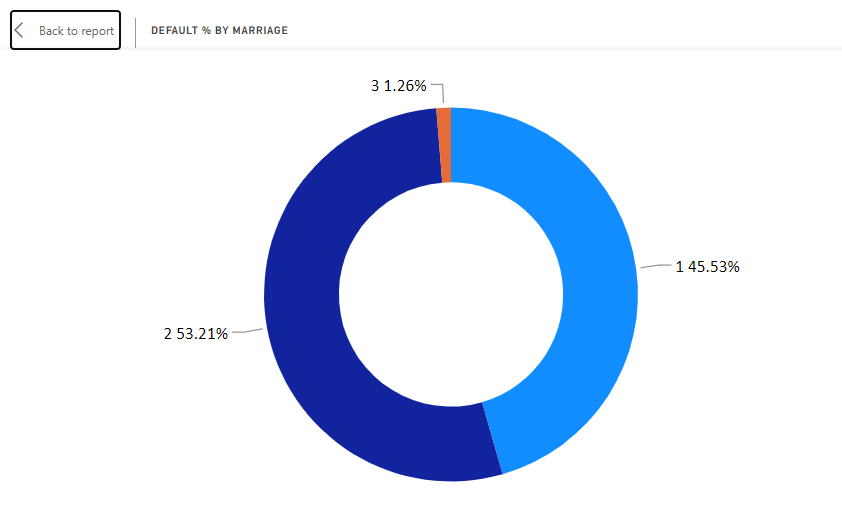 Back to report
DEFAULT % BY MARRIAGE
3 1.26%
1 45.53%
2 53.21%